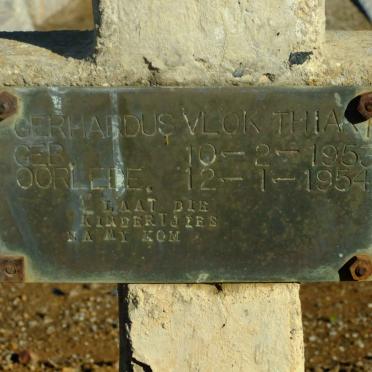 GERHARDUS VLOK THIART
GEB. 10-2-1953
OORLEDE. 12-1-1954
LAAT DIE
KINDERTJIES
NA MY KOM